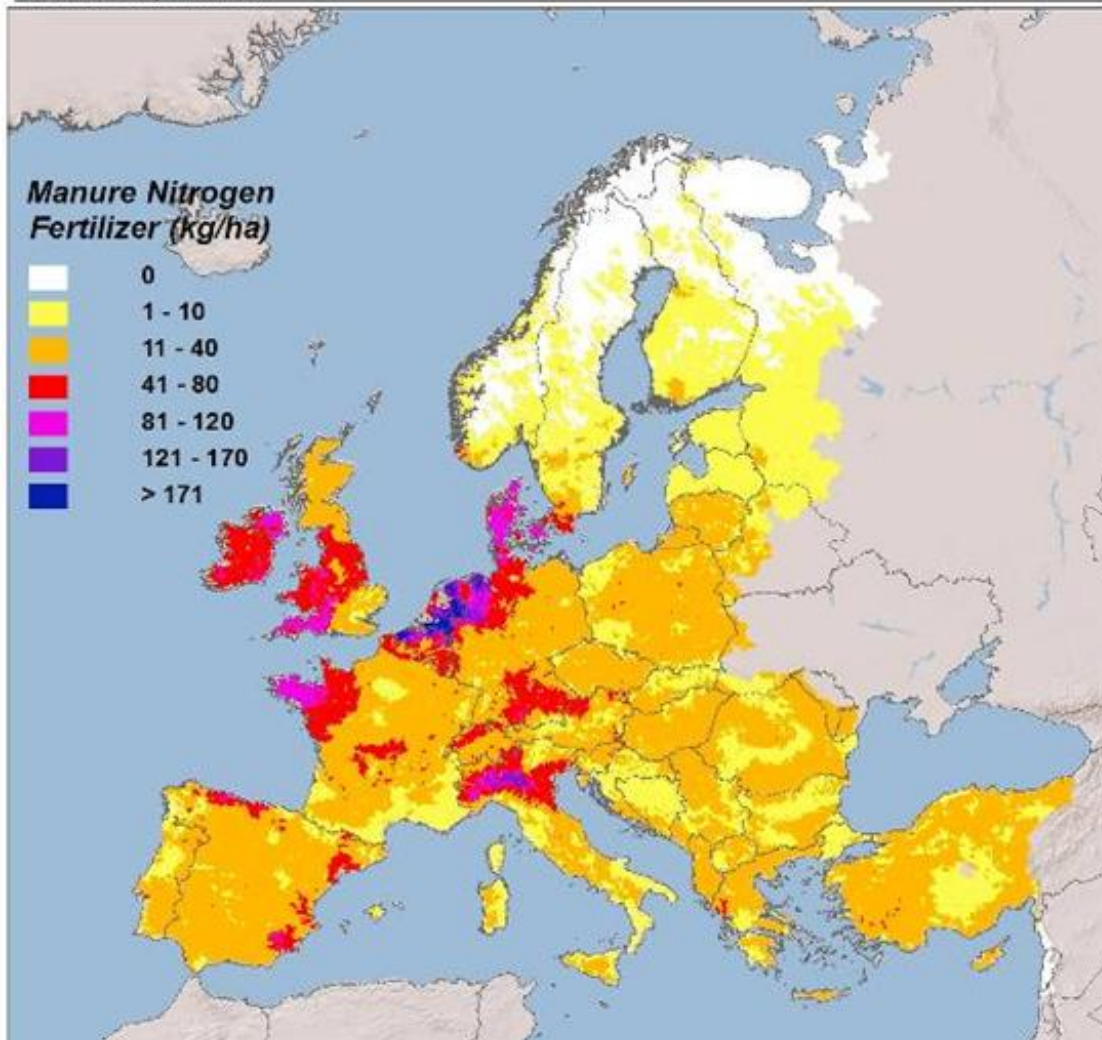 Manure Nitrogen
Fertilizer (kg/ha)
0
1 - 10
11 - 40
41 - 80
81 - 120
121 - 170
> 171